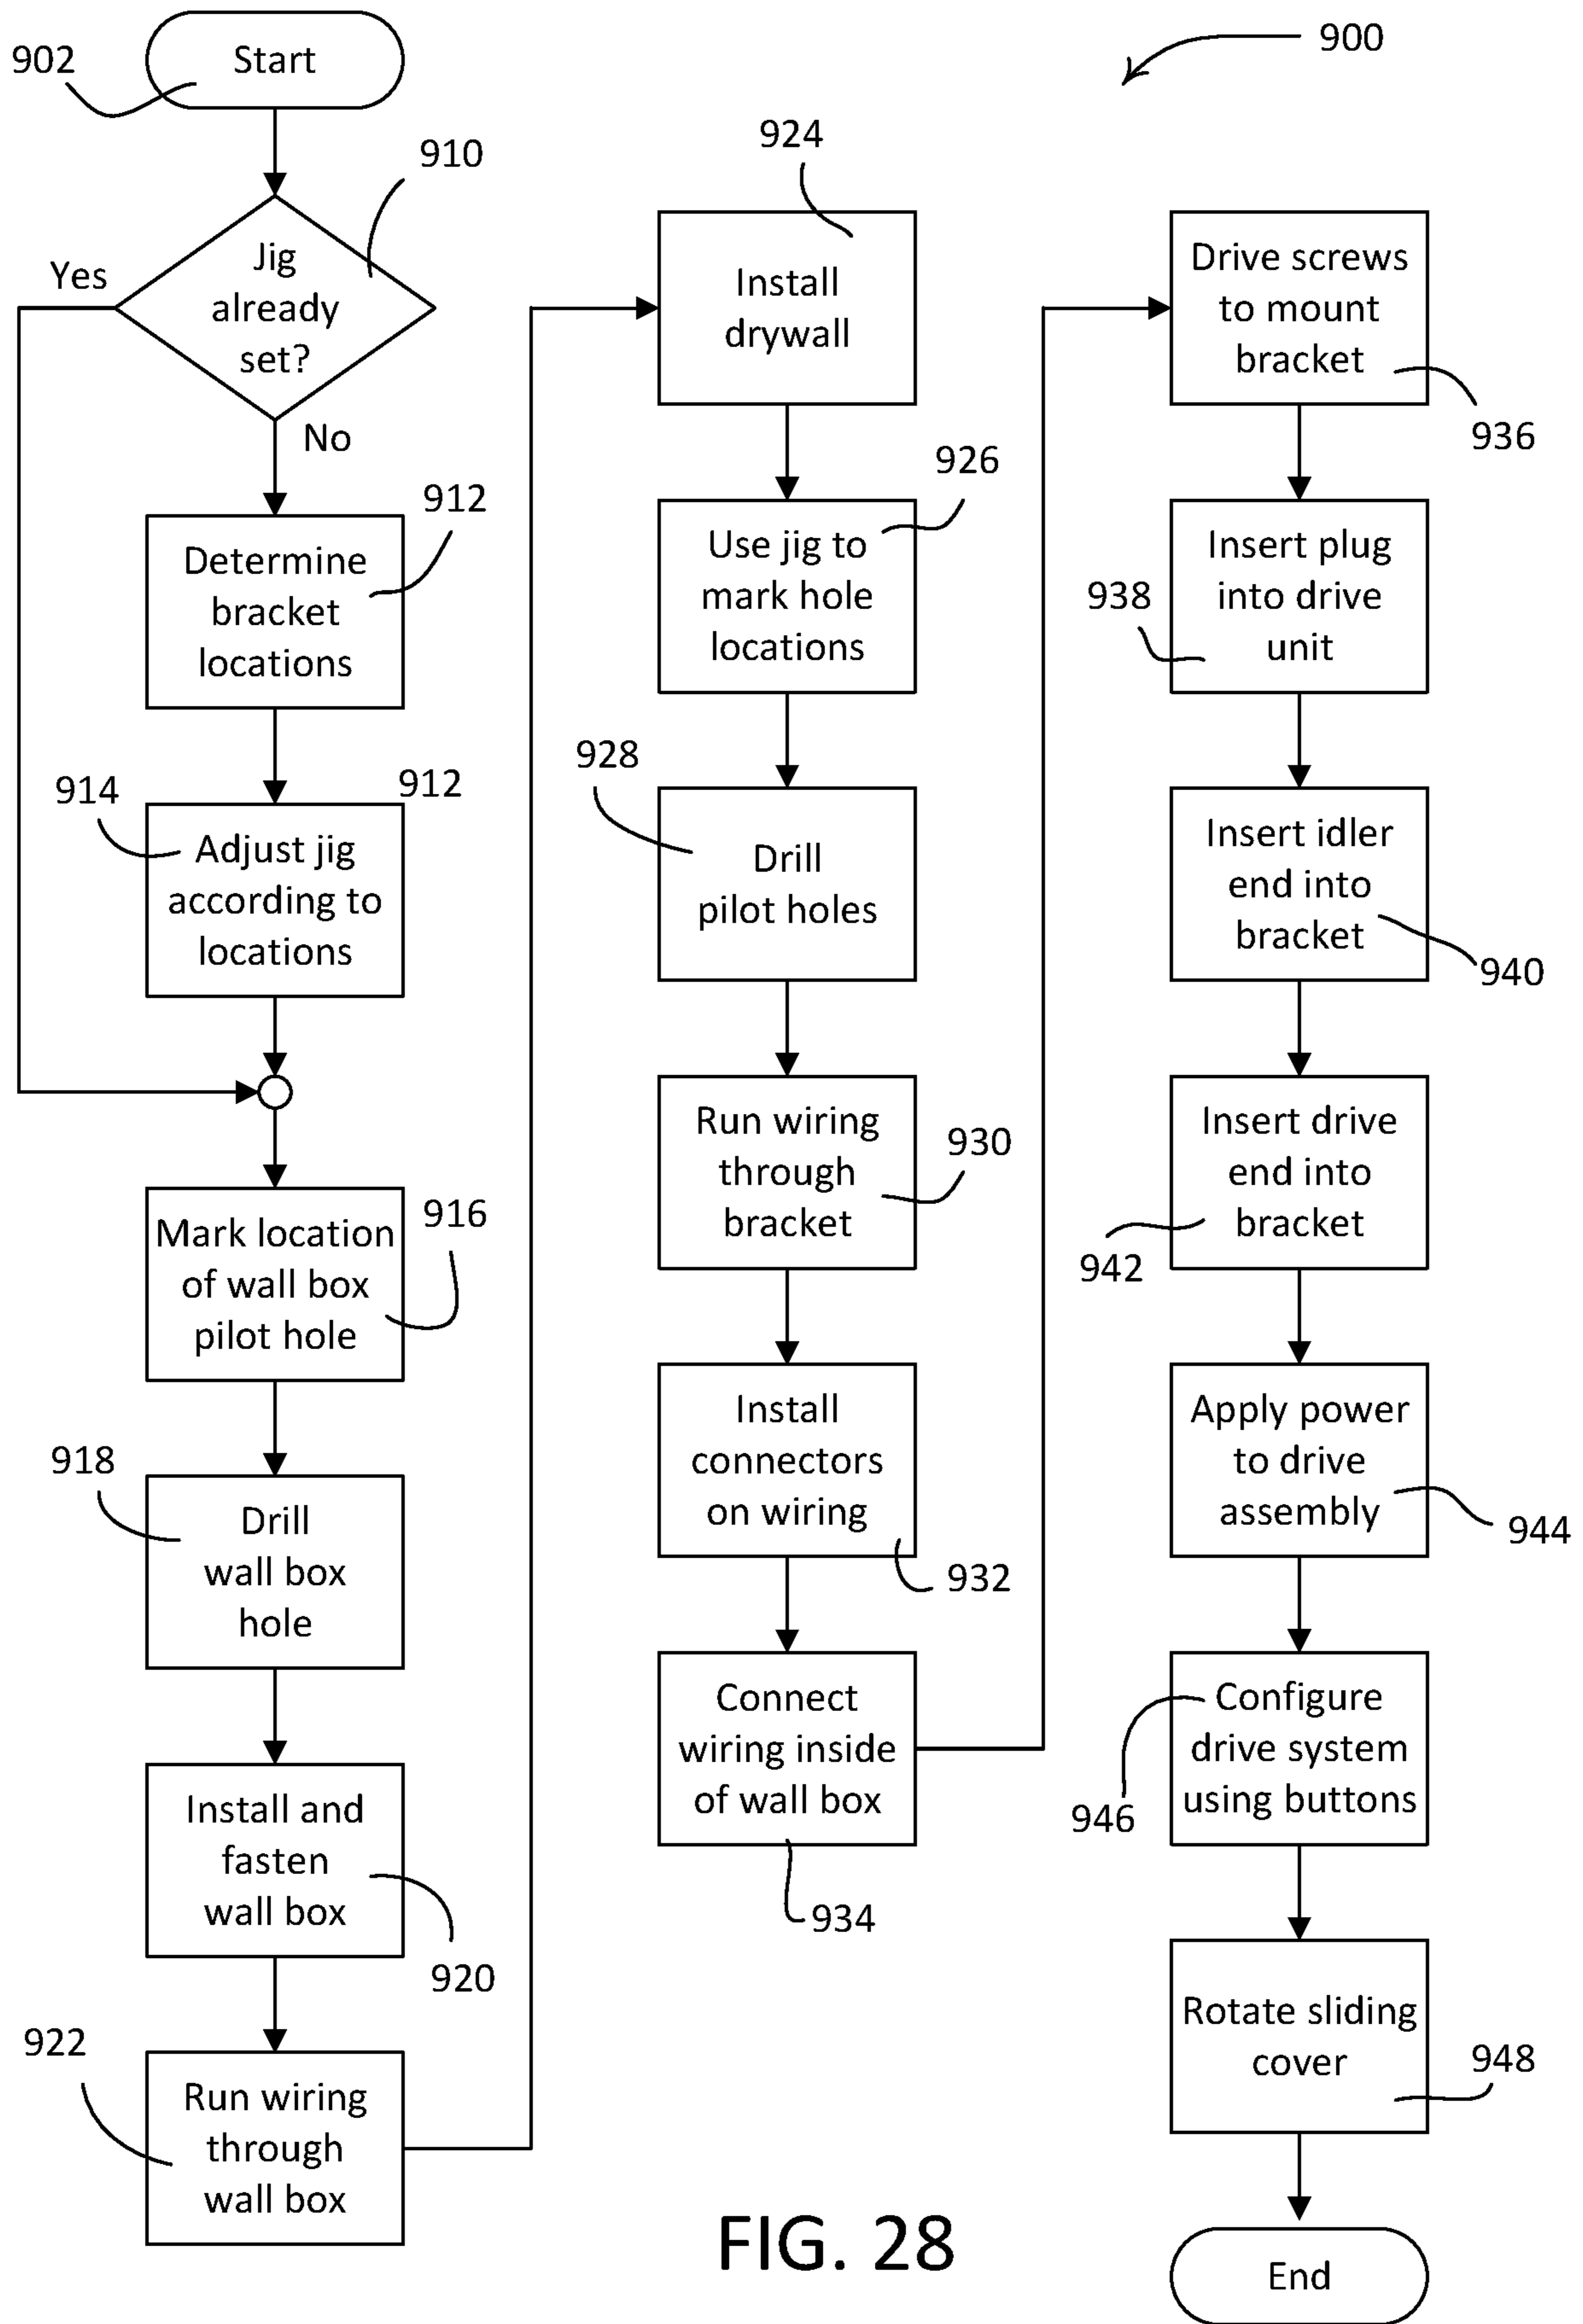 902
Start
910
Jig
already
set?
Yes
No
912
Determine
bracket
locations
914
912
Adjust jig
according to
locations
916
Mark location
of wall box
pilot hole
918
Drill
wall box
hole
Install and
fasten
wall box
920
922
Run wiring
through
wall box
924
Install
drywall
926
Use jig to
mark hole
locations
928
Drill
pilot holes
Run wiring
through
bracket
930
Install
connectors
on wiring
932
Connect
wiring inside
of wall box
934
900
Drive screws
to mount
bracket
936
Insert plug
into drive
unit
938
Insert idler
end into
bracket
940
Insert drive
end into
bracket
942
Apply power
to drive
assembly
944
Configure
drive system
using buttons
946
Rotate sliding
cover
948
End
FIG. 28